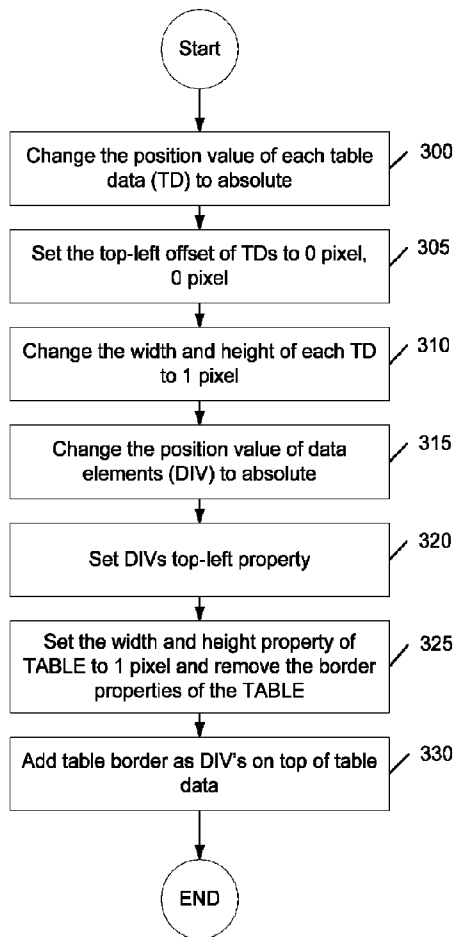 Start
Change the position value of each table
data (TD) to absolute
300
Set the top-left offset of TDs to 0 pixel,
0 pixel
305
Change the width and height of each TD
to 1 pixel
310
Change the position value of data
elements (DIV) to absolute
315
Set DIVs top-left property
320
Set the width and height property of
TABLE to 1 pixel and remove the border
properties of the TABLE
325
Add table border as DIV's on top of table
data
330
END